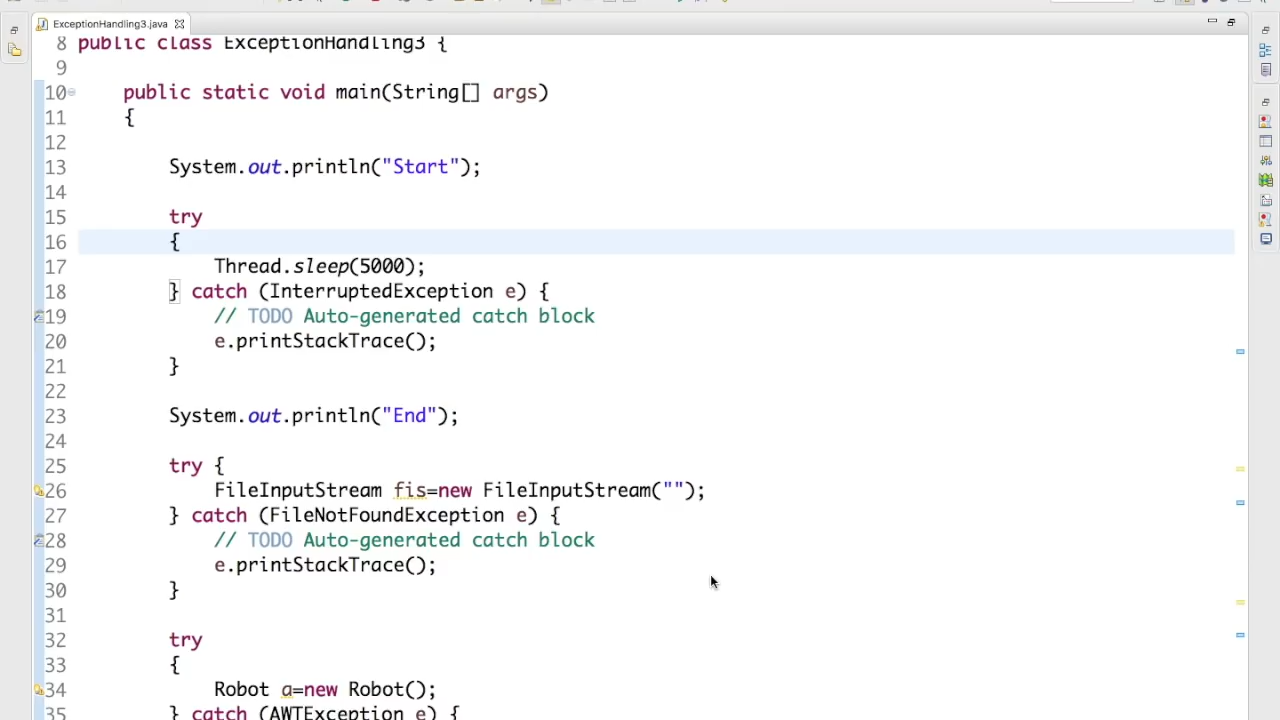 ExceptionHandling3.java
8 public class ExceptionHandling3 {
9
10 public static void main(String[] args)
11 {
12
13 System.out.println("Start");
14
15 try
16 {
17 Thread.sleep(5000);
18 } catch (InterruptedException e) {
19 // TODO Auto-generated catch block
20 e.printStackTrace();
21 }
22
23 System.out.println("End");
24
25 try {
26 FileInputStream fis=new FileInputStream("");
27 } catch (FileNotFoundException e) {
28 // TODO Auto-generated catch block
29 e.printStackTrace();
30 }
31
32 try
33 {
34 Robot a=new Robot();
35 } catch (AWTException e) {